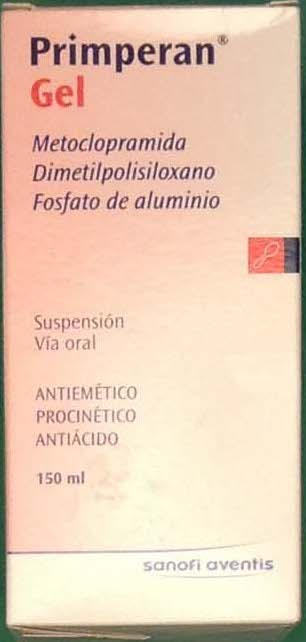 Primperan®
Gel
Metoclopramida
Dimetilpolisiloxano
Fosfato de aluminio
Suspensión
Vía oral
ANTIEMÉTICO
PROCINÉTICO
ANTIÁCIDO
150 ml
sanofi aventis